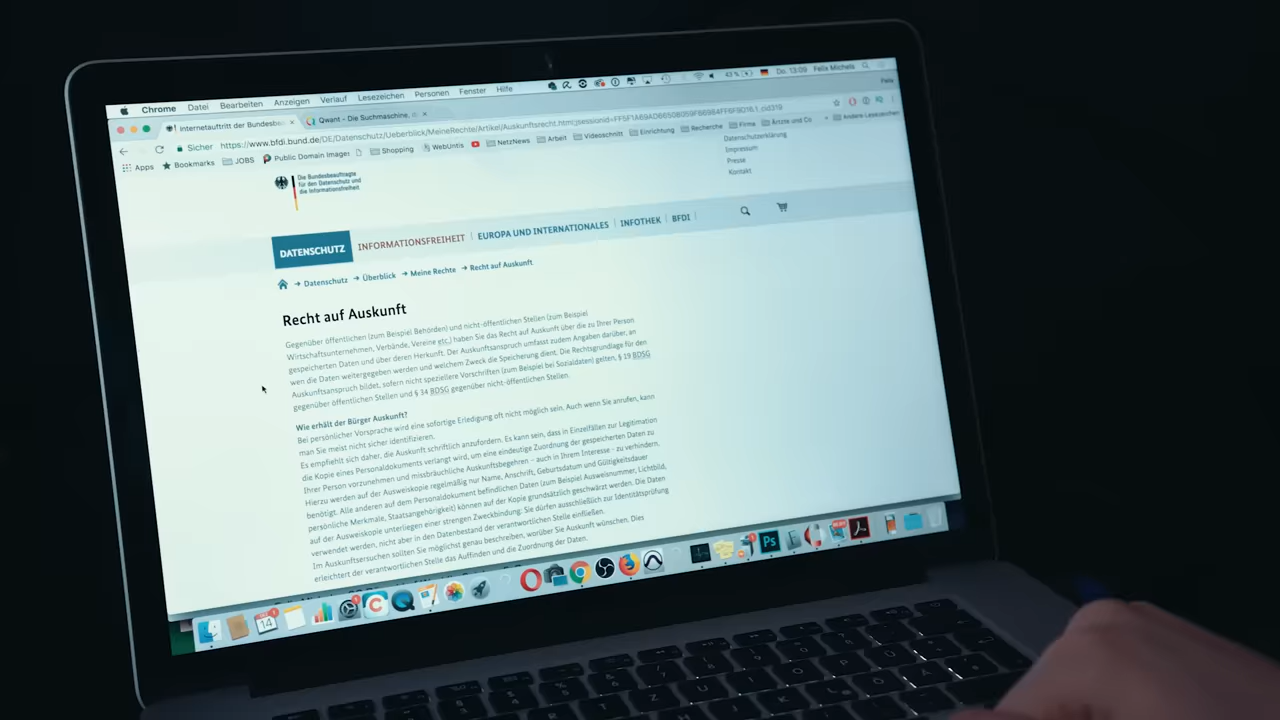 Chrome Datei Bearbeiten Anzeigen Verlauf Lesezeichen Personen Fenster Hilfe 43 % Do. 13:09 Felix Michels
Internetauftritt der Bundesbe Qwant - Die Suchmaschine, Felix
Sicher https://www.bfdi.bund.de/DE/Datenschutz/Ueberblick/MeineRechte/Artikel/Auskunftsrecht.html
Apps Bookmarks JOBS Public Domain Images Shopping WebUntis NetzNews Arbeit Videoschnitt Einrichtung Recherche Firma Ärzte und Co Andere Lesezeichen
Datenschutzerklärung
Impressum
Presse
Kontakt
Die Bundesbeauftragte
für den Datenschutz und
die Informationsfreiheit
DATENSCHUTZ INFORMATIONSFREIHEIT EUROPA UND INTERNATIONALES INFOTHEK BFDI
→ Datenschutz → Überblick → Meine Rechte → Recht auf Auskunft
Recht auf Auskunft
Gegenüber öffentlichen (zum Beispiel Behörden) und nicht-öffentlichen Stellen (zum Beispiel
Wirtschaftsunternehmen, Verbände, Vereine etc.) haben Sie das Recht auf Auskunft über die zu Ihrer Person
gespeicherten Daten und über deren Herkunft. Der Auskunftsanspruch umfasst zudem Angaben darüber, an
wen die Daten weitergegeben werden und welchem Zweck die Speicherung dient. Die Rechtsgrundlage für den
Auskunftsanspruch bildet, sofern nicht speziellere Vorschriften (zum Beispiel bei Sozialdaten) gelten, § 19 BDSG
gegenüber öffentlichen Stellen und § 34 BDSG gegenüber nicht-öffentlichen Stellen.
Wie erhält der Bürger Auskunft?
Bei persönlicher Vorsprache wird eine sofortige Erledigung oft nicht möglich sein. Auch wenn Sie anrufen, kann
man Sie meist nicht sicher identifizieren.
Es empfiehlt sich daher, die Auskunft schriftlich anzufordern. Es kann sein, dass in Einzelfällen zur Legitimation
die Kopie eines Personaldokuments verlangt wird, um eine eindeutige Zuordnung der gespeicherten Daten zu
Ihrer Person vorzunehmen und missbräuchliche Auskunftsbegehren – auch in Ihrem Interesse - zu verhindern.
Hierzu werden auf der Ausweiskopie regelmäßig nur Name, Anschrift, Geburtsdatum und Gültigkeitsdauer
benötigt. Alle anderen auf dem Personaldokument befindlichen Daten (zum Beispiel Ausweisnummer, Lichtbild,
persönliche Merkmale, Staatsangehörigkeit) können auf der Kopie grundsätzlich geschwärzt werden. Die Daten
auf der Ausweiskopie unterliegen einer strengen Zweckbindung. Sie dürfen ausschließlich zur Identitätsprüfung
verwendet werden, nicht aber in den Datenbestand der verantwortlichen Stelle einfließen.
Im Auskunftsersuchen sollten Sie möglichst genau beschreiben, worüber Sie Auskunft wünschen. Dies
erleichtert der verantwortlichen Stelle das Auffinden und die Zuordnung der Daten.
14
Ps